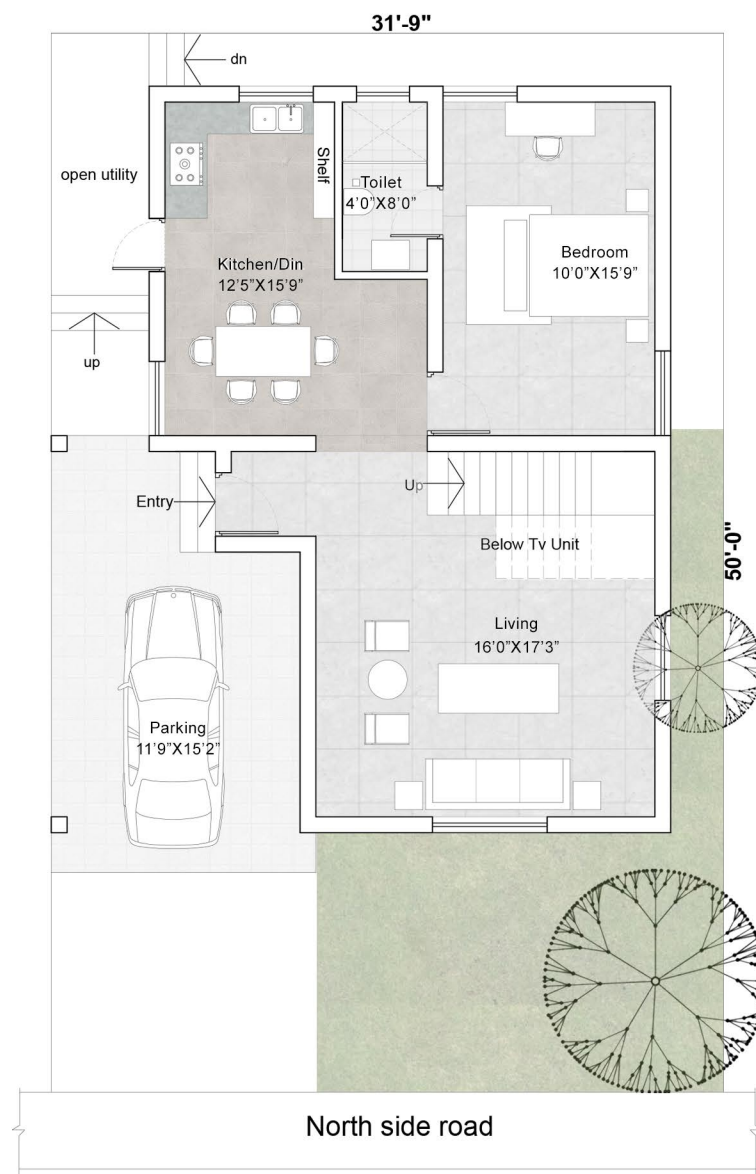 31'-9"
dn
open utility
Shelf
Toilet
4'0"X8'0"
Bedroom
10'0"X15'9"
Kitchen/Din
12'5"X15'9"
up
Entry
Up
Below Tv Unit
50'-0"
Living
16'0"X17'3"
Parking
11'9"X15'2"
North side road